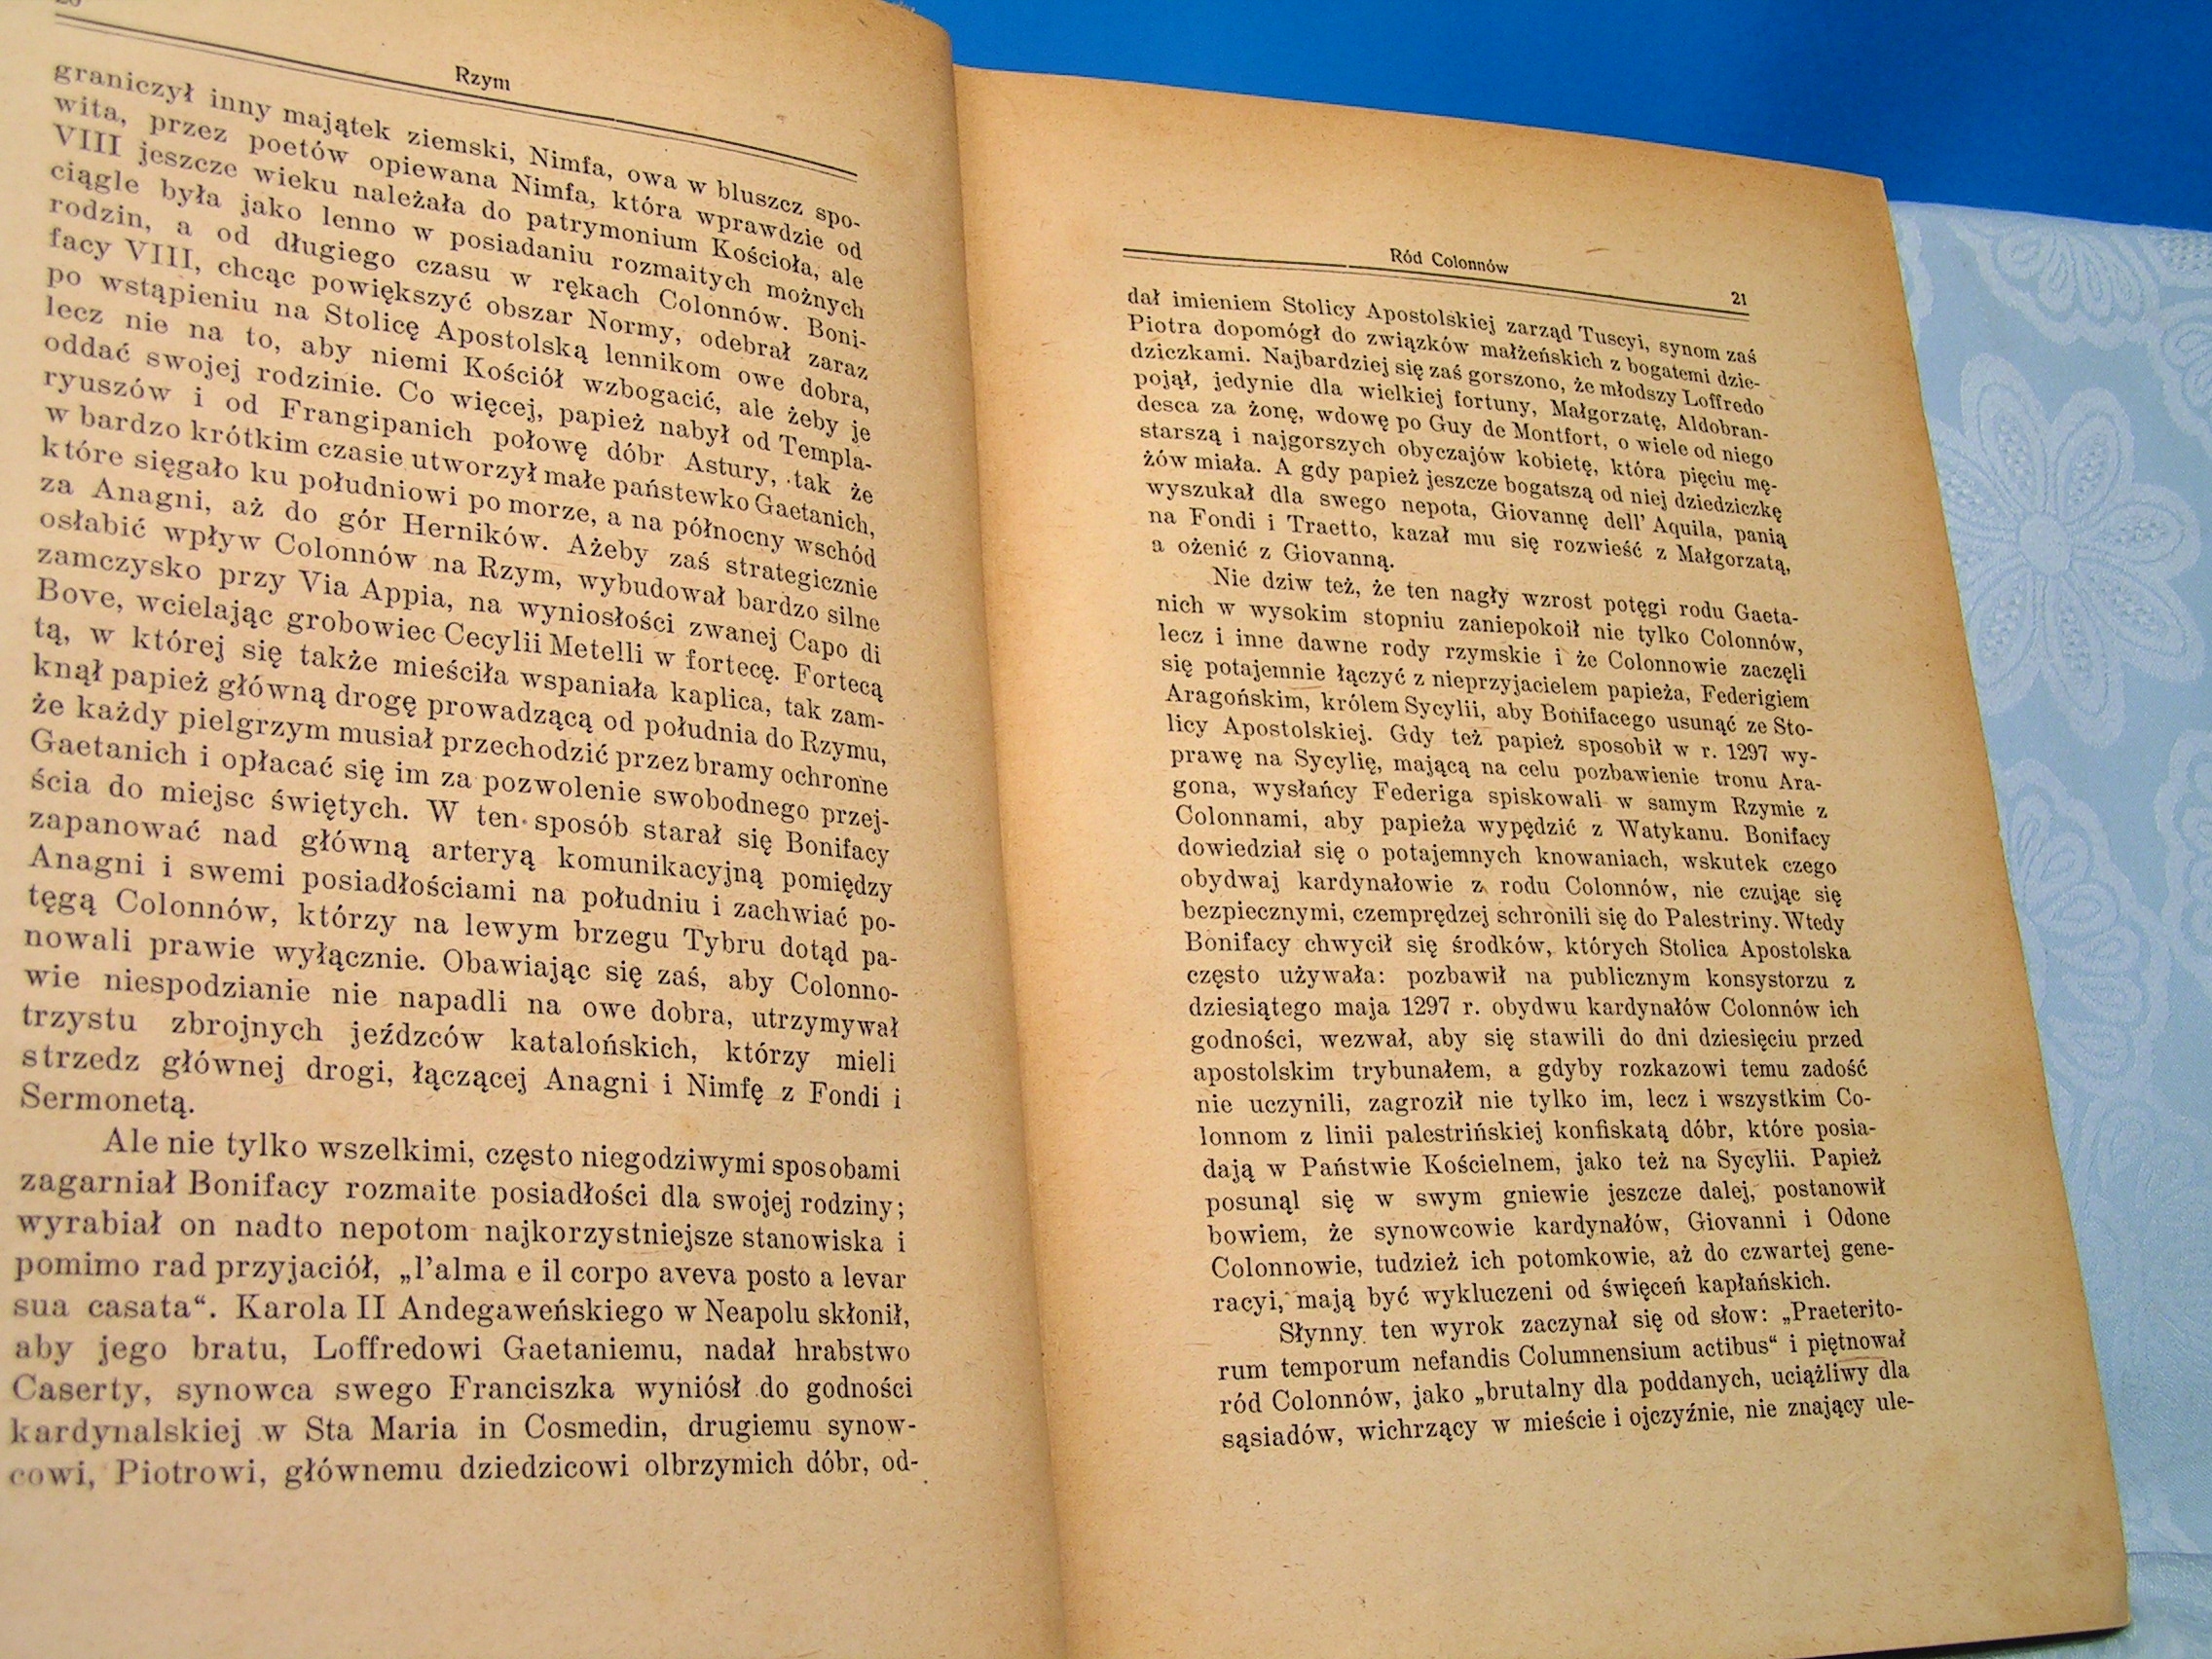 Rzym
graniczył inny majątek ziemski, Nimfa, owa w bluszcz spo-
wita, przez poetów opiewana Nimfa, która wprawdzie od
VIII jeszcze wieku należała do patrymonium Kościoła, ale
ciągle była jako lenno w posiadaniu rozmaitych możnych
rodzin, a od długiego czasu w rękach Colonnów. Boni-
facy VIII, chcąc powiększyć obszar Normy, odebrał zaraz
po wstąpieniu na Stolicę Apostolską lennikom owe dobra,
lecz nie na to, aby niemi Kościół wzbogacić, ale żeby je
oddać swojej rodzinie. Co więcej, papież nabył od Templa-
ryuszów i od Frangipanich połowę dóbr Astury, tak że
w bardzo krótkim czasie utworzył małe państewko Gaetanich,
które sięgało ku południowi po morze, a na północny wschód
za Anagni, aż do gór Herników. Ażeby zaś strategicznie
osłabić wpływ Colonnów na Rzym, wybudował bardzo silne
zamczysko przy Via Appia, na wyniosłości zwanej Capo di
Bove, wcielając grobowiec Cecylii Metelli w fortecę. Fortecą
tą, w której się także mieściła wspaniała kaplica, tak zam-
knął papież główną drogę prowadzącą od południa do Rzymu,
że każdy pielgrzym musiał przechodzić przez bramy ochronne
Gaetanich i opłacać się im za pozwolenie swobodnego przej-
ścia do miejsc świętych. W ten sposób starał się Bonifacy
zapanować nad główną arteryą komunikacyjną pomiędzy
Anagni i swemi posiadłościami na południu i zachwiać po-
tęgą Colonnów, którzy na lewym brzegu Tybru dotąd pa-
nowali prawie wyłącznie. Obawiając się zaś, aby Colonno-
wie niespodzianie nie napadli na owe dobra, utrzymywał
trzystu zbrojnych jeźdzców katalońskich, którzy mieli
strzedz głównej drogi, łączącej Anagni i Nimfę z Fondi i
Sermonetą.
Ale nie tylko wszelkimi, często niegodziwymi sposobami
zagarniał Bonifacy rozmaite posiadłości dla swojej rodziny;
wyrabiał on nadto nepotom najkorzystniejsze stanowiska i
pomimo rad przyjaciół, „l'alma e il corpo aveva posto a levar
sua casata“. Karola II Andegaweńskiego w Neapolu skłonił,
aby jego bratu, Loffredowi Gaetaniemu, nadał hrabstwo
Caserty, synowca swego Franciszka wyniósł do godności
kardynalskiej w Sta Maria in Cosmedin, drugiemu synow-
cowi, Piotrowi, głównemu dziedzicowi olbrzymich dóbr, od-
Ród Colonnów
21
dał imieniem Stolicy Apostolskiej zarząd Tuscyi, synom zaś
Piotra dopomógł do związków małżeńskich z bogatemi dzie-
dziczkami. Najbardziej się zaś gorszono, że młodszy Loffredo
pojął, jedynie dla wielkiej fortuny, Małgorzatę, Aldobran-
desca za żonę, wdowę po Guy de Montfort, o wiele od niego
starszą i najgorszych obyczajów kobietę, która pięciu mę-
żów miała. A gdy papież jeszcze bogatszą od niej dziedziczkę
wyszukał dla swego nepota, Giovannę dell' Aquila, panią
na Fondi i Traetto, kazał mu się rozwieść z Małgorzatą,
a ożenić z Giovanną.
Nie dziw też, że ten nagły wzrost potęgi rodu Gaeta-
nich w wysokim stopniu zaniepokoił nie tylko Colonnów,
lecz i inne dawne rody rzymskie i że Colonnowie zaczęli
się potajemnie łączyć z nieprzyjacielem papieża, Federigiem
Aragońskim, królem Sycylii, aby Bonifacego usunąć ze Sto-
licy Apostolskiej. Gdy też papież sposobił w r. 1297 wy-
prawę na Sycylię, mającą na celu pozbawienie tronu Ara-
gona, wysłańcy Federiga spiskowali w samym Rzymie z
Colonnami, aby papieża wypędzić z Watykanu. Bonifacy
dowiedział się o potajemnych knowaniach, wskutek czego
obydwaj kardynałowie z rodu Colonnów, nie czując się
bezpiecznymi, czemprędzej schronili się do Palestriny. Wtedy
Bonifacy chwycił się środków, których Stolica Apostolska
często używała: pozbawił na publicznym konsystorzu z
dziesiątego maja 1297 r. obydwu kardynałów Colonnów ich
godności, wezwał, aby się stawili do dni dziesięciu przed
apostolskim trybunałem, a gdyby rozkazowi temu zadość
nie uczynili, zagroził nie tylko im, lecz i wszystkim Co-
lonnom z linii palestrińskiej konfiskatą dóbr, które posia-
dają w Państwie Kościelnem, jako też na Sycylii. Papież
posunąl się w swym gniewie jeszcze dalej, postanowił
bowiem, że synowcowie kardynałów, Giovanni i Odone
Colonnowie, tudzież ich potomkowie, aż do czwartej gene-
racyi, mają być wykluczeni od święceń kapłańskich.
Słynny ten wyrok zaczynał się od słow: „Praeterito-
rum temporum nefandis Columnensium actibus“ i piętnował
ród Colonnów, jako „brutalny dla poddanych, uciążliwy dla
sąsiadów, wichrzący w mieście i ojczyźnie, nie znający ule-